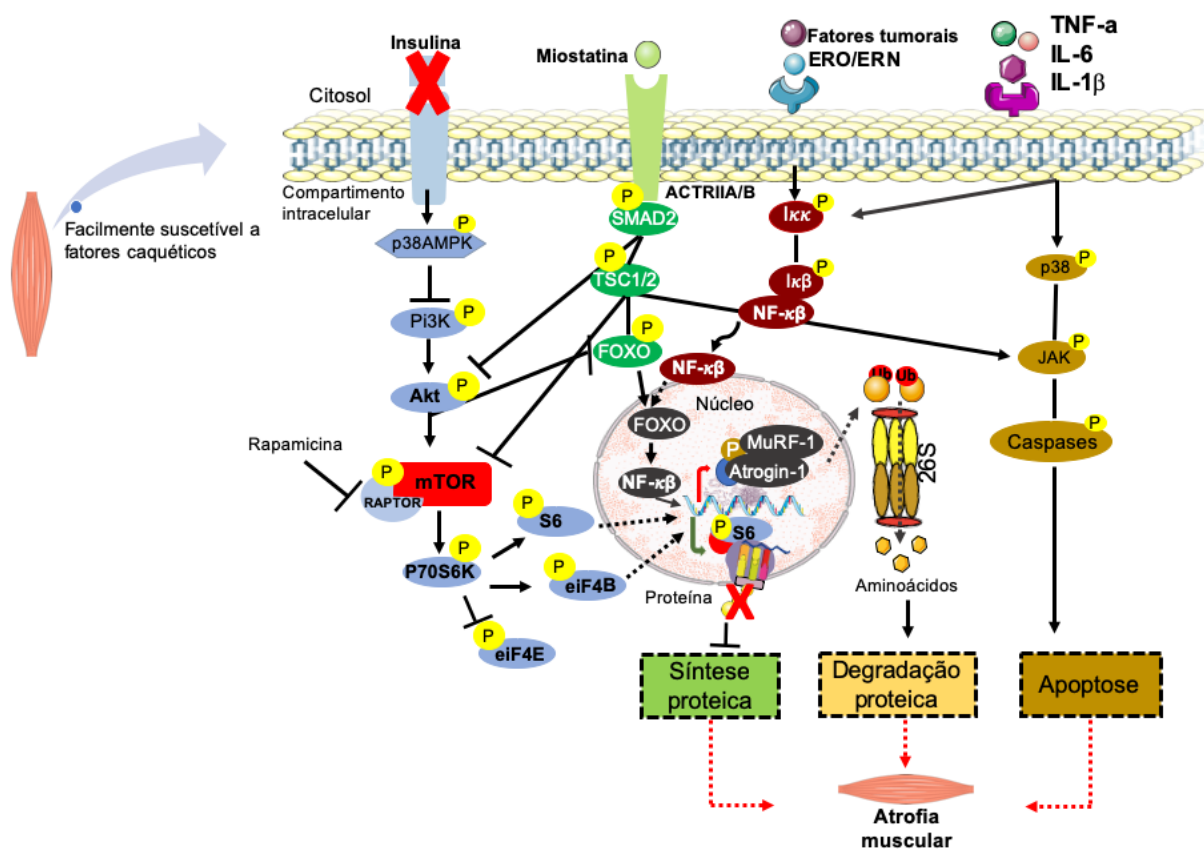 Insulina
Miostatina
Fatores tumorais
ERO/ERN
TNF-a
IL-6
IL-1β
Citosol
Compartimento
intracelular
Facilmente suscetível a
fatores caquéticos
ACTRIIA/B
P
SMAD2
P
Iκκ
P
p38AMPK
P
TSC1/2
P
Iκβ
NF-κβ
p38
P
Pi3K
P
FOXO
P
NF-κβ
JAK
P
Akt
P
Núcleo
Ub
Ub
FOXO
MuRF-1
P
Atrogin-1
26S
Caspases
P
Rapamicina
P
mTOR
RAPTOR
NF-κβ
P
S6
P
S6
P70S6K
P
P
eiF4B
Proteína
Aminoácidos
P
eiF4E
Síntese
proteica
Degradação
proteica
Apoptose
Atrofia
muscular